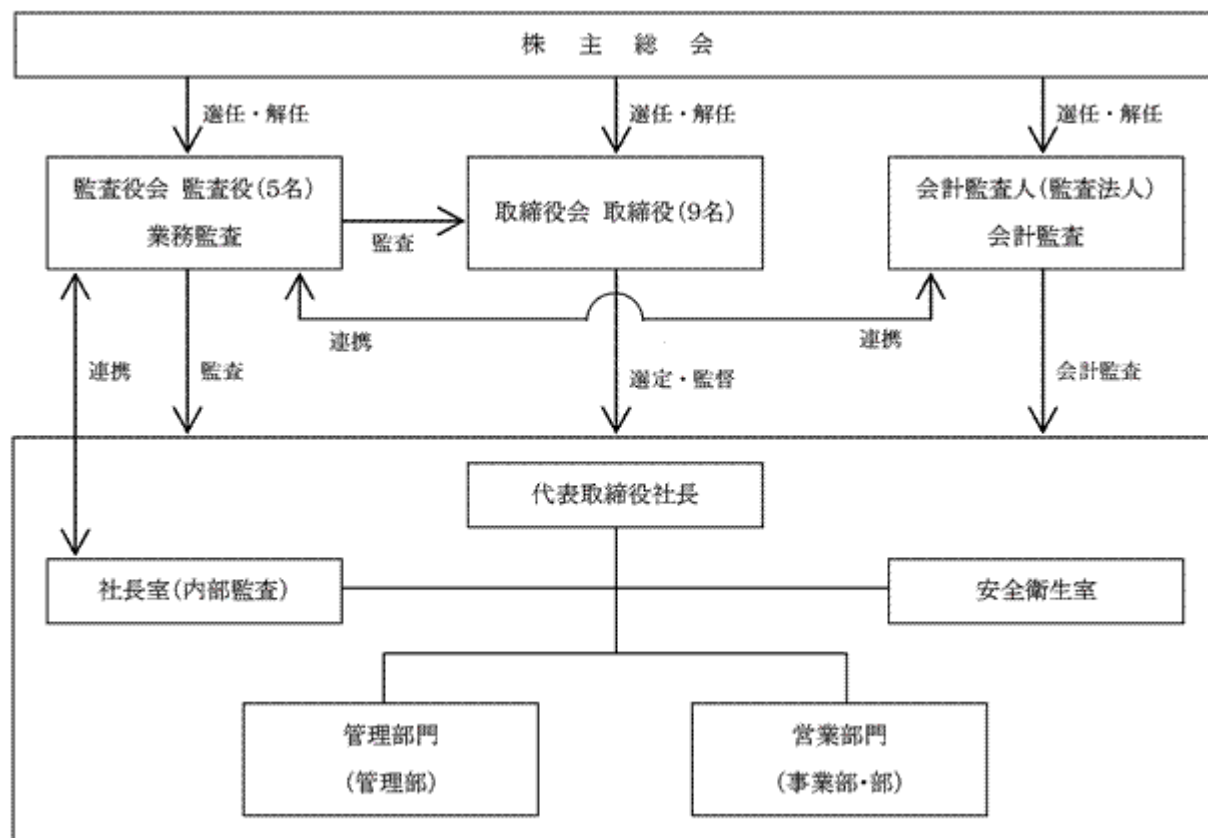 株 主 総 会
選任・解任
選任・解任
選任・解任
監査役会 監査役(5名)
業務監査
監査
取締役会 取締役(9名)
会計監査人(監査法人)
会計監査
連携
連携
連携
監査
選定・監督
会計監査
代表取締役社長
社長室(内部監査)
安全衛生室
管理部門
(管理部)
営業部門
(事業部・部)